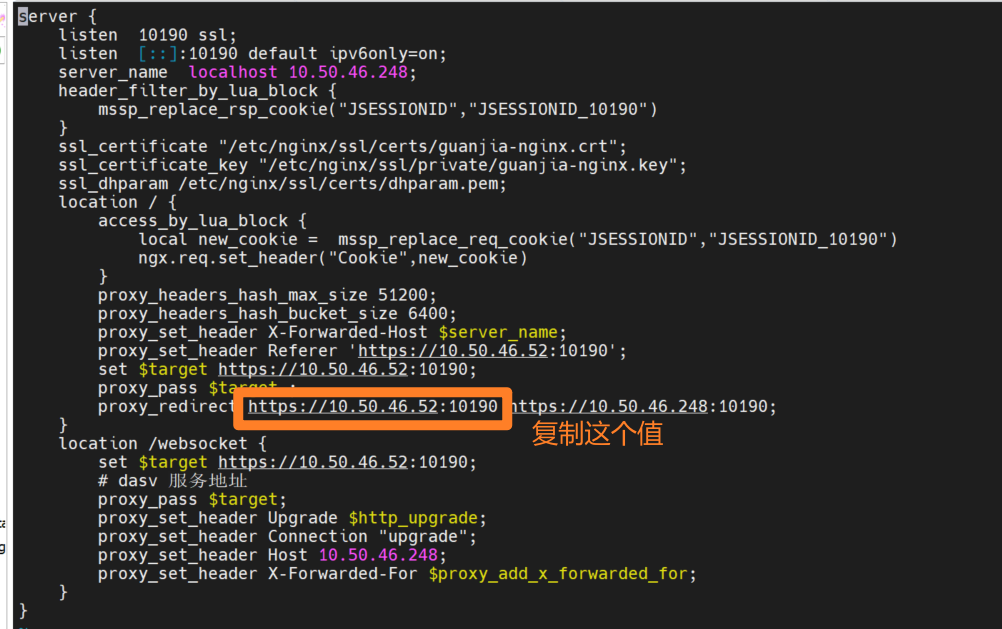 server {
    listen  10190 ssl;
    listen  [::]:10190 default ipv6only=on;
    server_name  localhost 10.50.46.248;
    header_filter_by_lua_block {
        mssp_replace_rsp_cookie("JSESSIONID","JSESSIONID_10190")
    }
    ssl_certificate "/etc/nginx/ssl/certs/guanjia-nginx.crt";
    ssl_certificate_key "/etc/nginx/ssl/private/guanjia-nginx.key";
    ssl_dhparam /etc/nginx/ssl/certs/dhparam.pem;
    location / {
        access_by_lua_block {
            local new_cookie =  mssp_replace_req_cookie("JSESSIONID","JSESSIONID_10190")
            ngx.req.set_header("Cookie",new_cookie)
        }
        proxy_headers_hash_max_size 51200;
        proxy_headers_hash_bucket_size 6400;
        proxy_set_header X-Forwarded-Host $server_name;
        proxy_set_header Referer 'https://10.50.46.52:10190';
        set $target https://10.50.46.52:10190;
        proxy_pass $target ;
        proxy_redirect https://10.50.46.52:10190 https://10.50.46.248:10190;
    }
复制这个值
    location /websocket {
        set $target https://10.50.46.52:10190;
        # dasv 服务地址
        proxy_pass $target;
        proxy_set_header Upgrade $http_upgrade;
        proxy_set_header Connection "upgrade";
        proxy_set_header Host 10.50.46.248;
        proxy_set_header X-Forwarded-For $proxy_add_x_forwarded_for;
    }
}